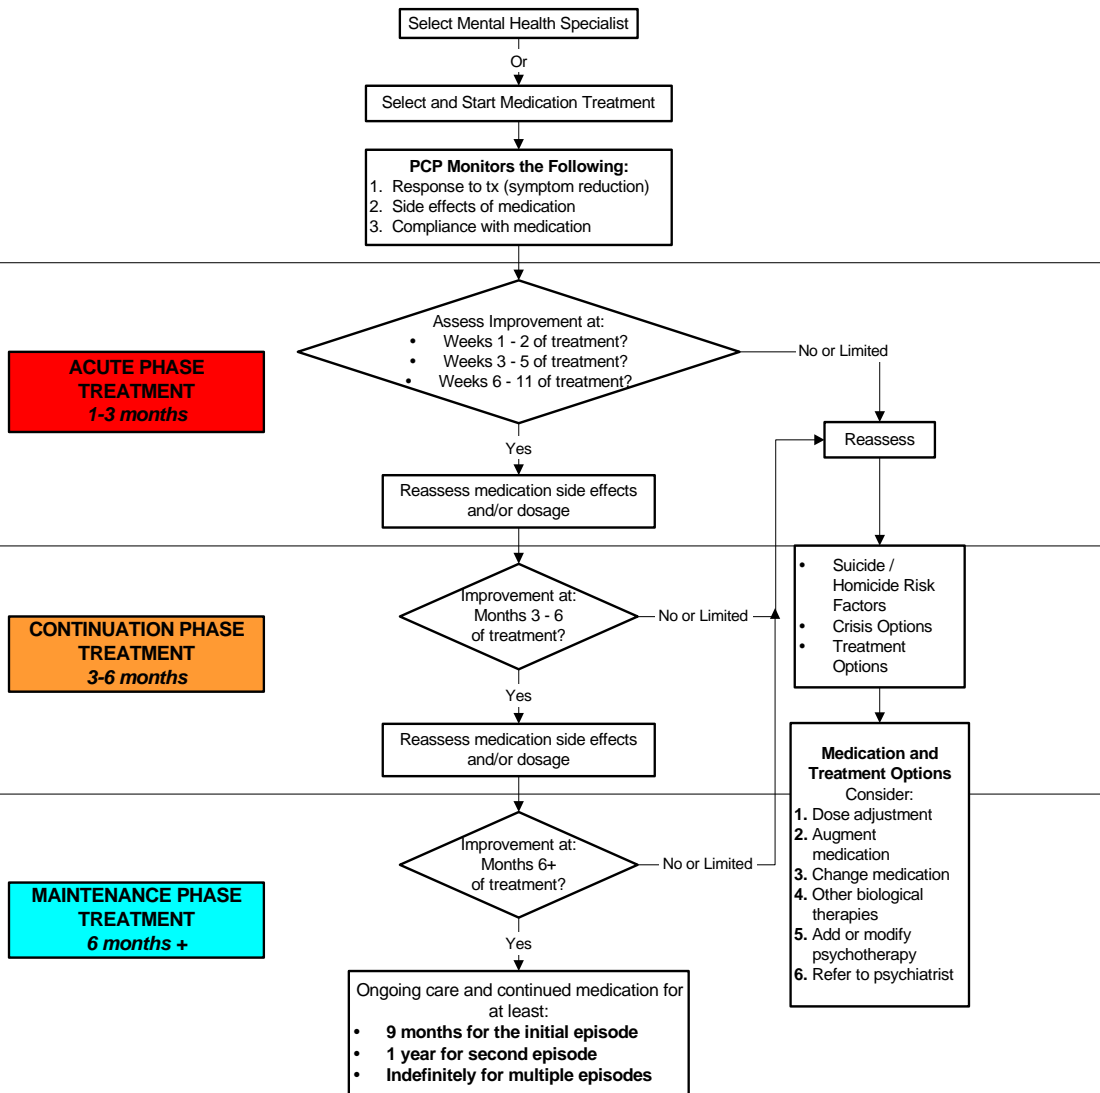 Select Mental Health Specialist
Or
Select and Start Medication Treatment
PCP Monitors the Following:
1. Response to tx (symptom reduction)
2. Side effects of medication
3. Compliance with medication
Assess Improvement at:
• Weeks 1 - 2 of treatment?
• Weeks 3 - 5 of treatment?
• Weeks 6 - 11 of treatment?
No or Limited
ACUTE PHASE
TREATMENT
1-3 months
Yes
Reassess
Reassess medication side effects
and/or dosage
Improvement at:
Months 3 - 6
of treatment?
No or Limited
• Suicide /
Homicide Risk
Factors
• Crisis Options
• Treatment
Options
CONTINUATION PHASE
TREATMENT
3-6 months
Yes
Reassess medication side effects
and/or dosage
Medication and
Treatment Options
Consider:
1. Dose adjustment
2. Augment
medication
3. Change medication
4. Other biological
therapies
5. Add or modify
psychotherapy
6. Refer to psychiatrist
Improvement at:
Months 6+
of treatment?
No or Limited
MAINTENANCE PHASE
TREATMENT
6 months +
Yes
Ongoing care and continued medication for
at least:
• 9 months for the initial episode
• 1 year for second episode
• Indefinitely for multiple episodes